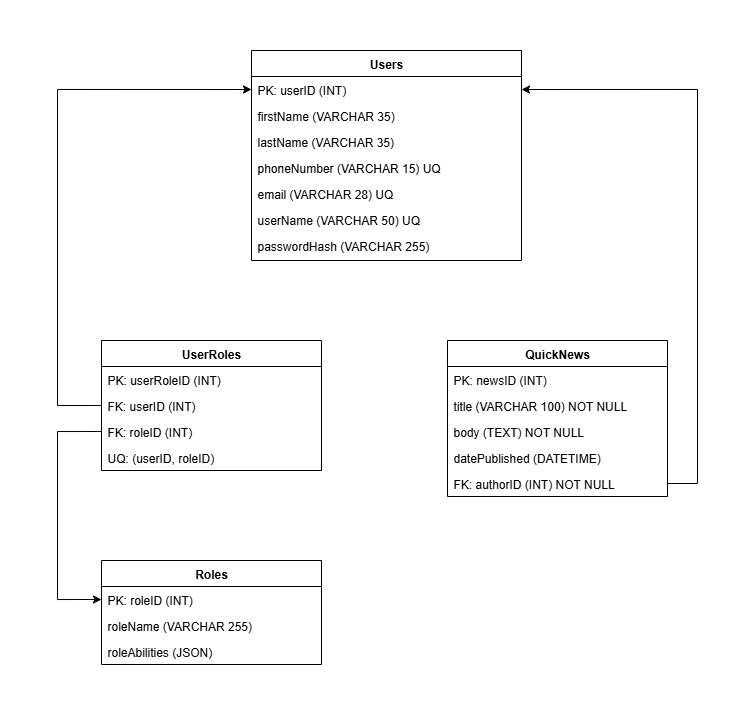 Users
PK: userID (INT)
firstName (VARCHAR 35)
lastName (VARCHAR 35)
phoneNumber (VARCHAR 15) UQ
email (VARCHAR 28) UQ
userName (VARCHAR 50) UQ
passwordHash (VARCHAR 255)
UserRoles
PK: userRoleID (INT)
FK: userID (INT)
FK: roleID (INT)
UQ: (userID, roleID)
QuickNews
PK: newsID (INT)
title (VARCHAR 100) NOT NULL
body (TEXT) NOT NULL
datePublished (DATETIME)
FK: authorID (INT) NOT NULL
Roles
PK: roleID (INT)
roleName (VARCHAR 255)
roleAbilities (JSON)